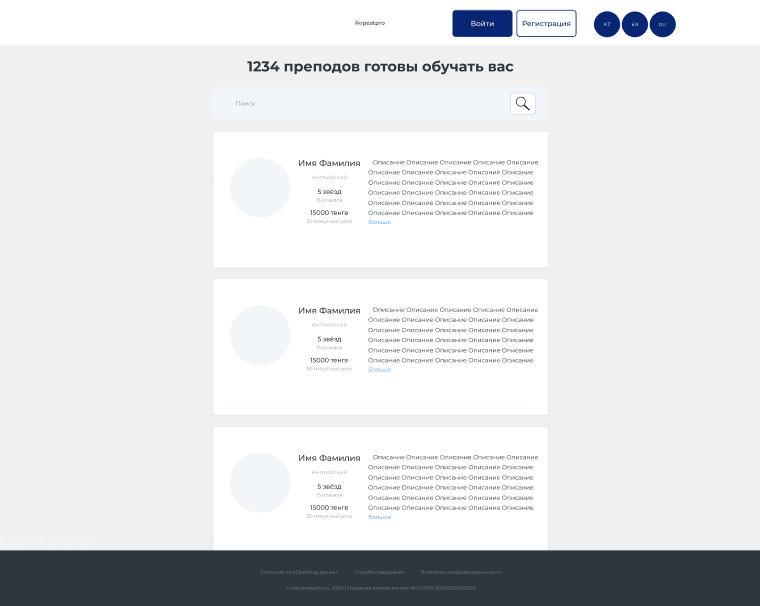 Repeatpro
Войти
Регистрация
KZ
EN
RU
1234 преподов готовы обучать вас
Поиск
Имя Фамилия
Английский
5 звёзд
15 отзывов
15000 тенге
50 минутный урок
Описание Описание Описание Описание Описание
Описание Описание Описание Описание Описание
Описание Описание Описание Описание Описание
Описание Описание Описание Описание Описание
Описание Описание Описание Описание Описание
Описание Описание Описание Описание Описание
Больше
Имя Фамилия
Английский
5 звёзд
15 отзывов
15000 тенге
50 минутный урок
Описание Описание Описание Описание Описание
Описание Описание Описание Описание Описание
Описание Описание Описание Описание Описание
Описание Описание Описание Описание Описание
Описание Описание Описание Описание Описание
Описание Описание Описание Описание Описание
Больше
Имя Фамилия
Английский
5 звёзд
15 отзывов
15000 тенге
50 минутный урок
Описание Описание Описание Описание Описание
Описание Описание Описание Описание Описание
Описание Описание Описание Описание Описание
Описание Описание Описание Описание Описание
Описание Описание Описание Описание Описание
Описание Описание Описание Описание Описание
Больше
Согласие на обработку данных
Служба поддержки
Политика конфиденциальности